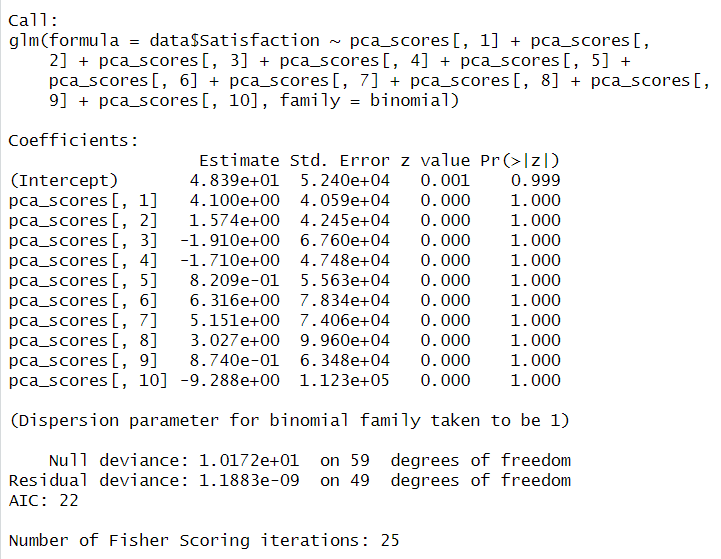 Call:
glm(formula = data$Satisfaction ~ pca_scores[, 1] + pca_scores[,
    2] + pca_scores[, 3] + pca_scores[, 4] + pca_scores[, 5] +
    pca_scores[, 6] + pca_scores[, 7] + pca_scores[, 8] + pca_scores[,
    9] + pca_scores[, 10], family = binomial)
Coefficients:
                   Estimate Std. Error z value Pr(>|z|)
(Intercept)       4.839e+01  5.240e+04   0.001    0.999
pca_scores[, 1]   4.100e+00  4.059e+04   0.000    1.000
pca_scores[, 2]   1.574e+00  4.245e+04   0.000    1.000
pca_scores[, 3]  -1.910e+00  6.760e+04   0.000    1.000
pca_scores[, 4]  -1.710e+00  4.748e+04   0.000    1.000
pca_scores[, 5]   8.209e-01  5.563e+04   0.000    1.000
pca_scores[, 6]   6.316e+00  7.834e+04   0.000    1.000
pca_scores[, 7]   5.151e+00  7.406e+04   0.000    1.000
pca_scores[, 8]   3.027e+00  9.960e+04   0.000    1.000
pca_scores[, 9]   8.740e-01  6.348e+04   0.000    1.000
pca_scores[, 10] -9.288e+00  1.123e+05   0.000    1.000
(Dispersion parameter for binomial family taken to be 1)
    Null deviance: 1.0172e+01  on 59  degrees of freedom
Residual deviance: 1.1883e-09  on 49  degrees of freedom
AIC: 22
Number of Fisher Scoring iterations: 25